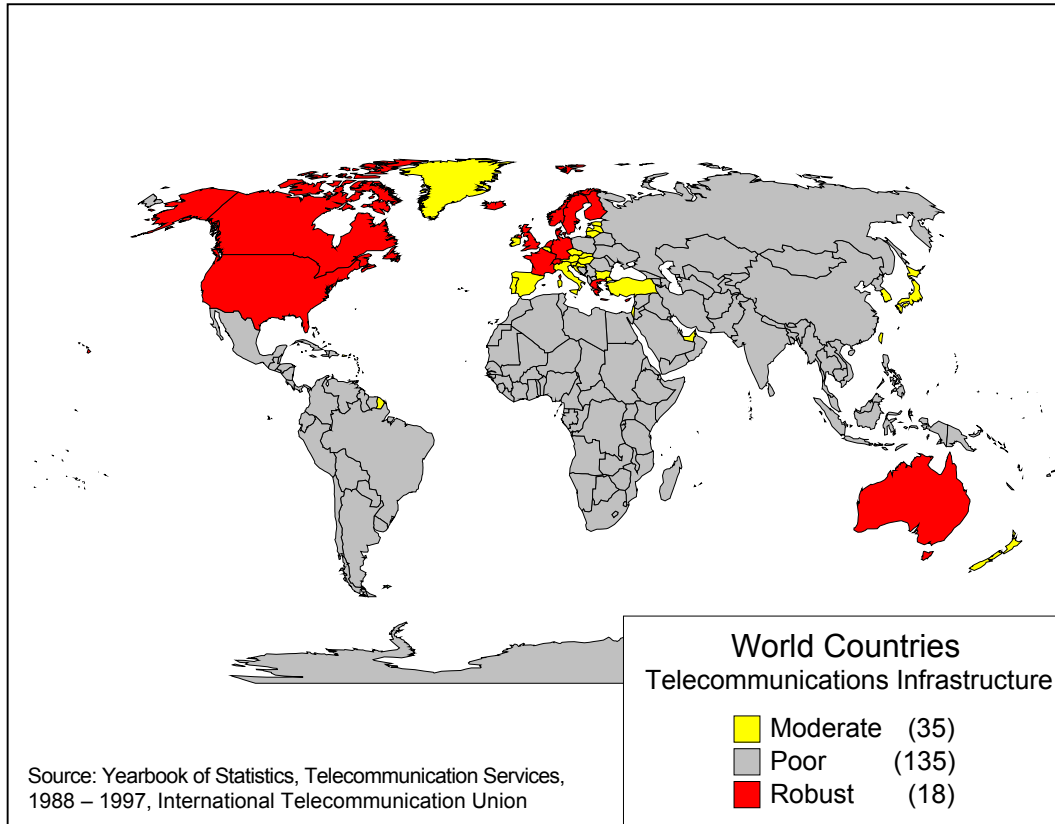 World Countries
Telecommunications Infrastructure
Moderate (35)
Poor (135)
Robust (18)
Source: Yearbook of Statistics, Telecommunication Services,
1988 – 1997, International Telecommunication Union